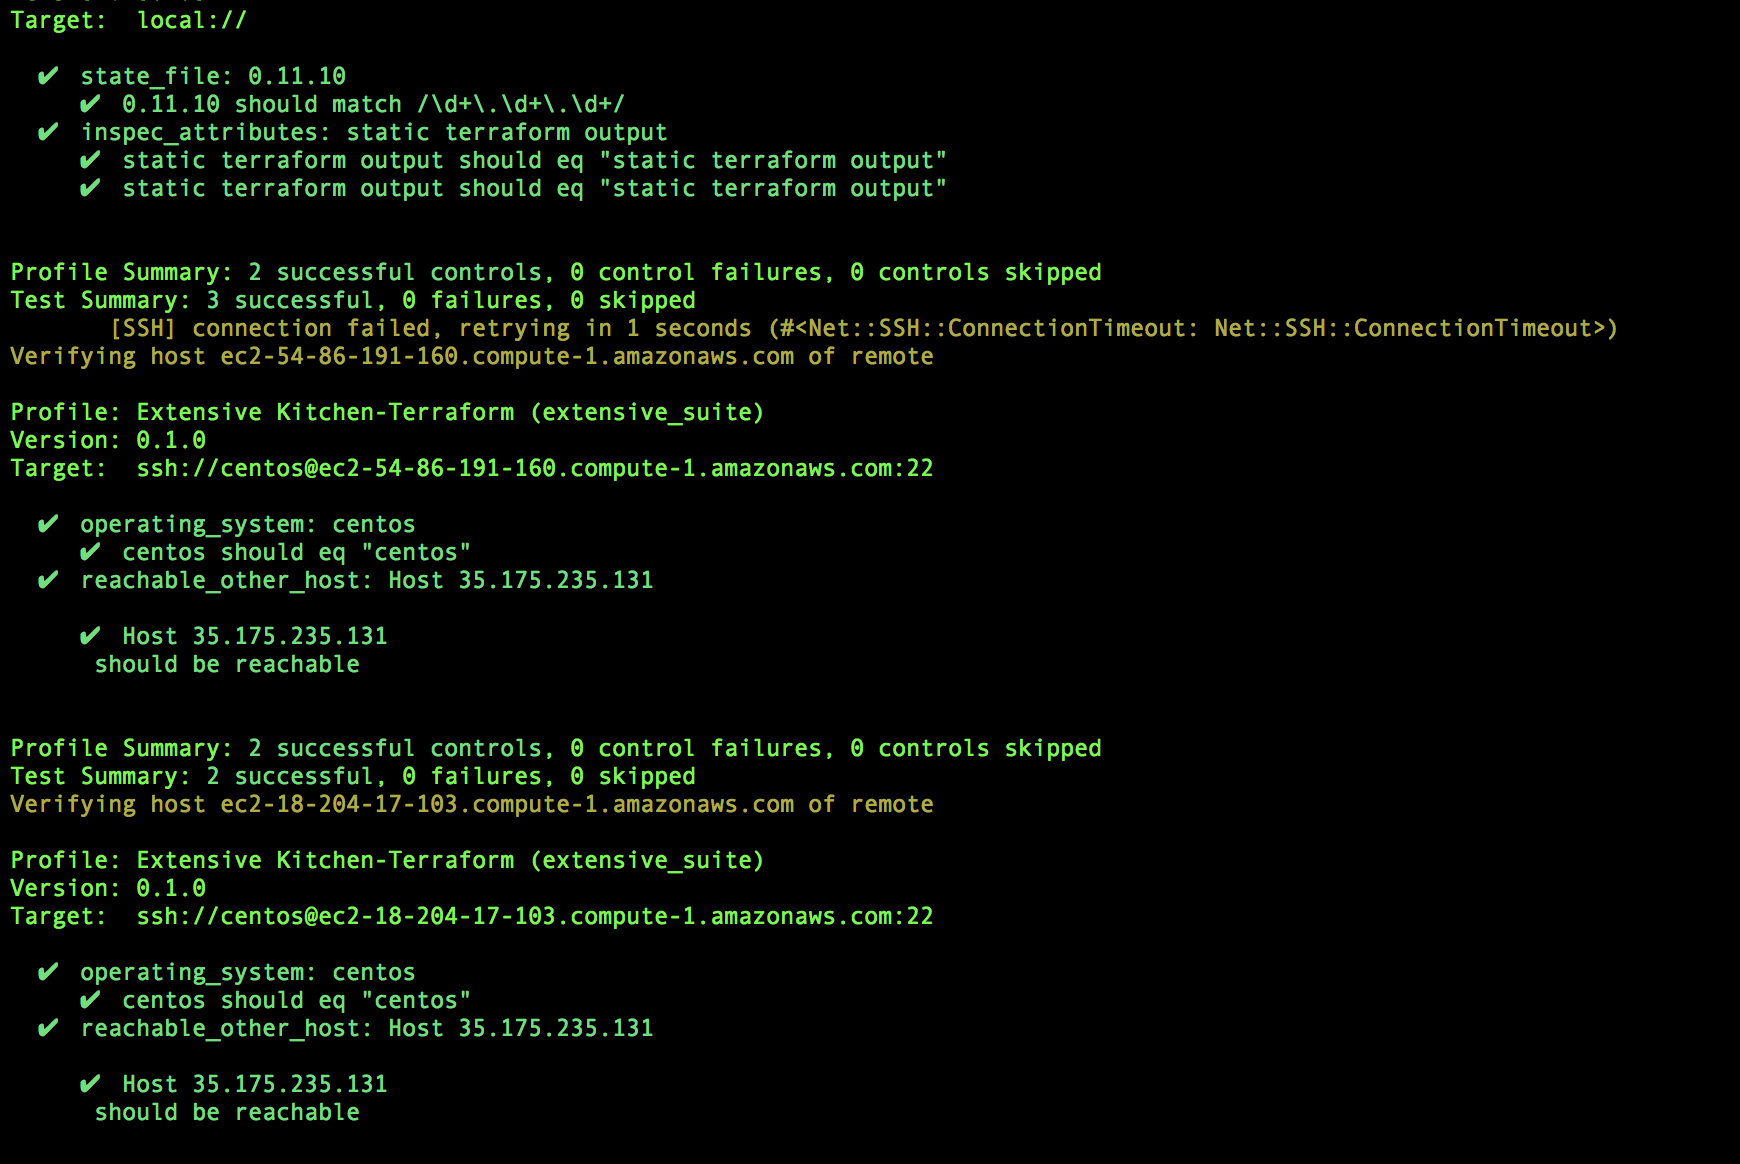 Target:  local://
✔  state_file: 0.11.10
✔  0.11.10 should match /\d+\.\d+\.\d+/
✔  inspec_attributes: static terraform output
✔  static terraform output should eq "static terraform output"
✔  static terraform output should eq "static terraform output"
Profile Summary: 2 successful controls, 0 control failures, 0 controls skipped
Test Summary: 3 successful, 0 failures, 0 skipped
[SSH] connection failed, retrying in 1 seconds (#<Net::SSH::ConnectionTimeout: Net::SSH::ConnectionTimeout>)
Verifying host ec2-54-86-191-160.compute-1.amazonaws.com of remote
Profile: Extensive Kitchen-Terraform (extensive_suite)
Version: 0.1.0
Target:  ssh://centos@ec2-54-86-191-160.compute-1.amazonaws.com:22
✔  operating_system: centos
✔  centos should eq "centos"
✔  reachable_other_host: Host 35.175.235.131
✔  Host 35.175.235.131
should be reachable
Profile Summary: 2 successful controls, 0 control failures, 0 controls skipped
Test Summary: 2 successful, 0 failures, 0 skipped
Verifying host ec2-18-204-17-103.compute-1.amazonaws.com of remote
Profile: Extensive Kitchen-Terraform (extensive_suite)
Version: 0.1.0
Target:  ssh://centos@ec2-18-204-17-103.compute-1.amazonaws.com:22
✔  operating_system: centos
✔  centos should eq "centos"
✔  reachable_other_host: Host 35.175.235.131
✔  Host 35.175.235.131
should be reachable